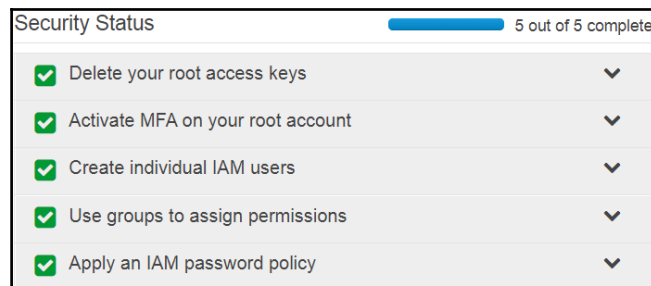 Security Status 5 out of 5 complete
Delete your root access keys
Activate MFA on your root account
Create individual IAM users
Use groups to assign permissions
Apply an IAM password policy